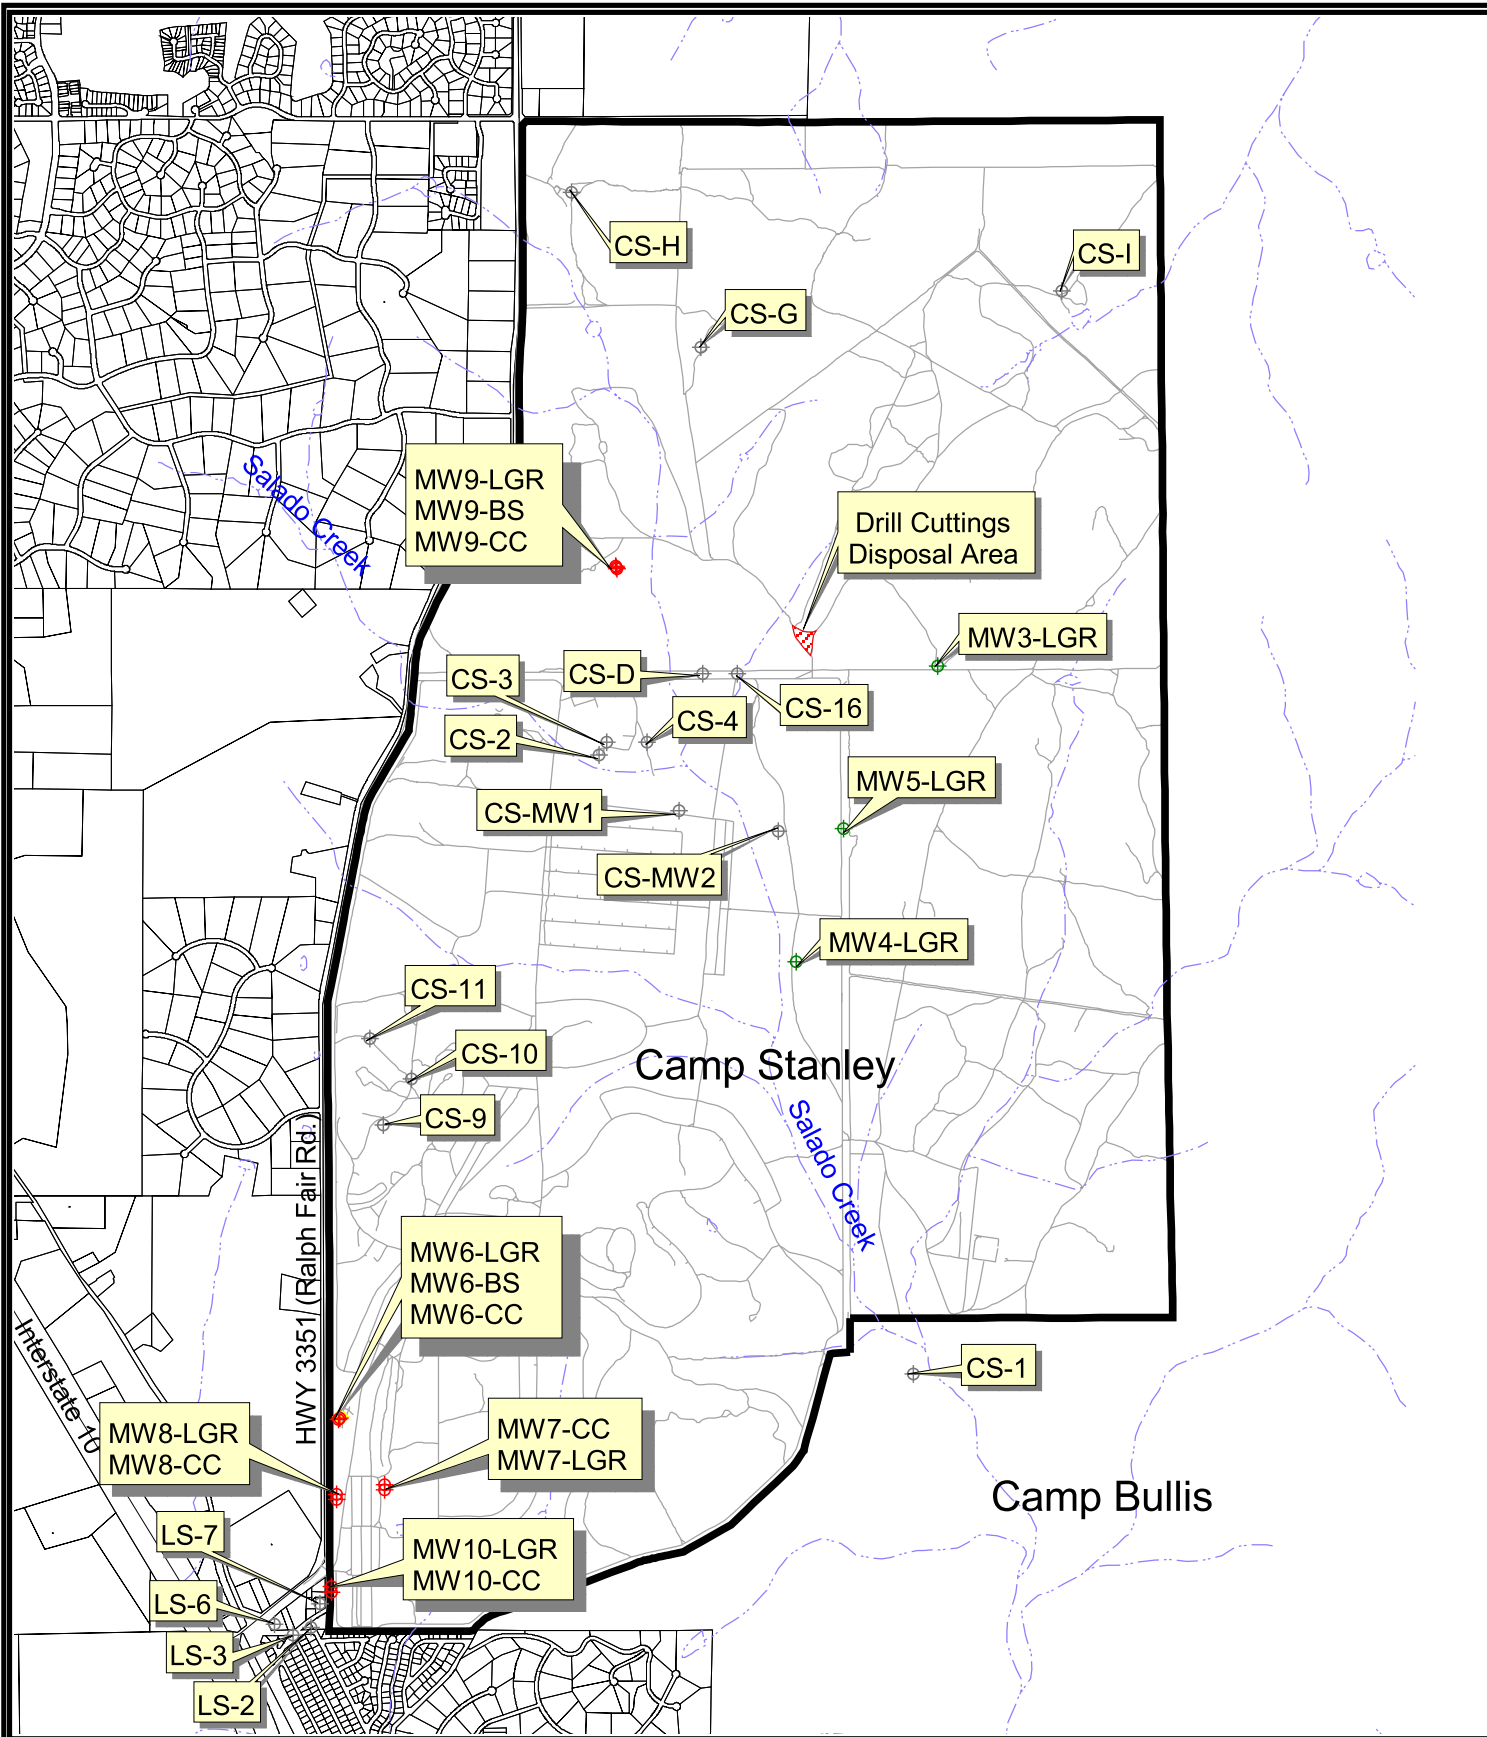 CS-H
CS-I
CS-G
Salado Creek
MW9-LGR
MW9-BS
MW9-CC
Drill Cuttings
Disposal Area
MW3-LGR
CS-3
CS-D
CS-16
CS-4
CS-2
MW5-LGR
CS-MW1
CS-MW2
MW4-LGR
CS-11
CS-10
Camp Stanley
CS-9
Salado Creek
HWY 3351 (Ralph Fair Rd.)
MW6-LGR
MW6-BS
MW6-CC
Interstate 10
CS-1
MW8-LGR
MW8-CC
MW7-CC
MW7-LGR
Camp Bullis
LS-7
MW10-LGR
MW10-CC
LS-6
LS-3
LS-2